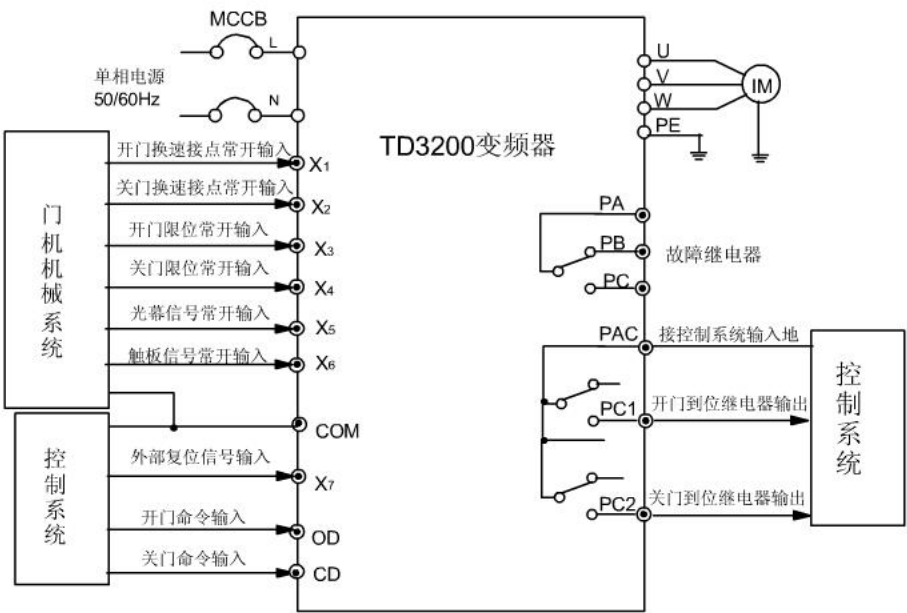 MCCB
L
单相电源
50/60Hz
N
U
V
W
PE
IM
TD3200变频器
门机机械系统
开门换速接点常开输入
X1
关门换速接点常开输入
X2
开门限位常开输入
X3
关门限位常开输入
X4
光幕信号常开输入
X5
触板信号常开输入
X6
COM
控制系统
外部复位信号输入
X7
开门命令输入
OD
关门命令输入
CD
PA
PB
故障继电器
PC
PAC
接控制系统输入地
PC1
开门到位继电器输出
PC2
关门到位继电器输出
控制系统